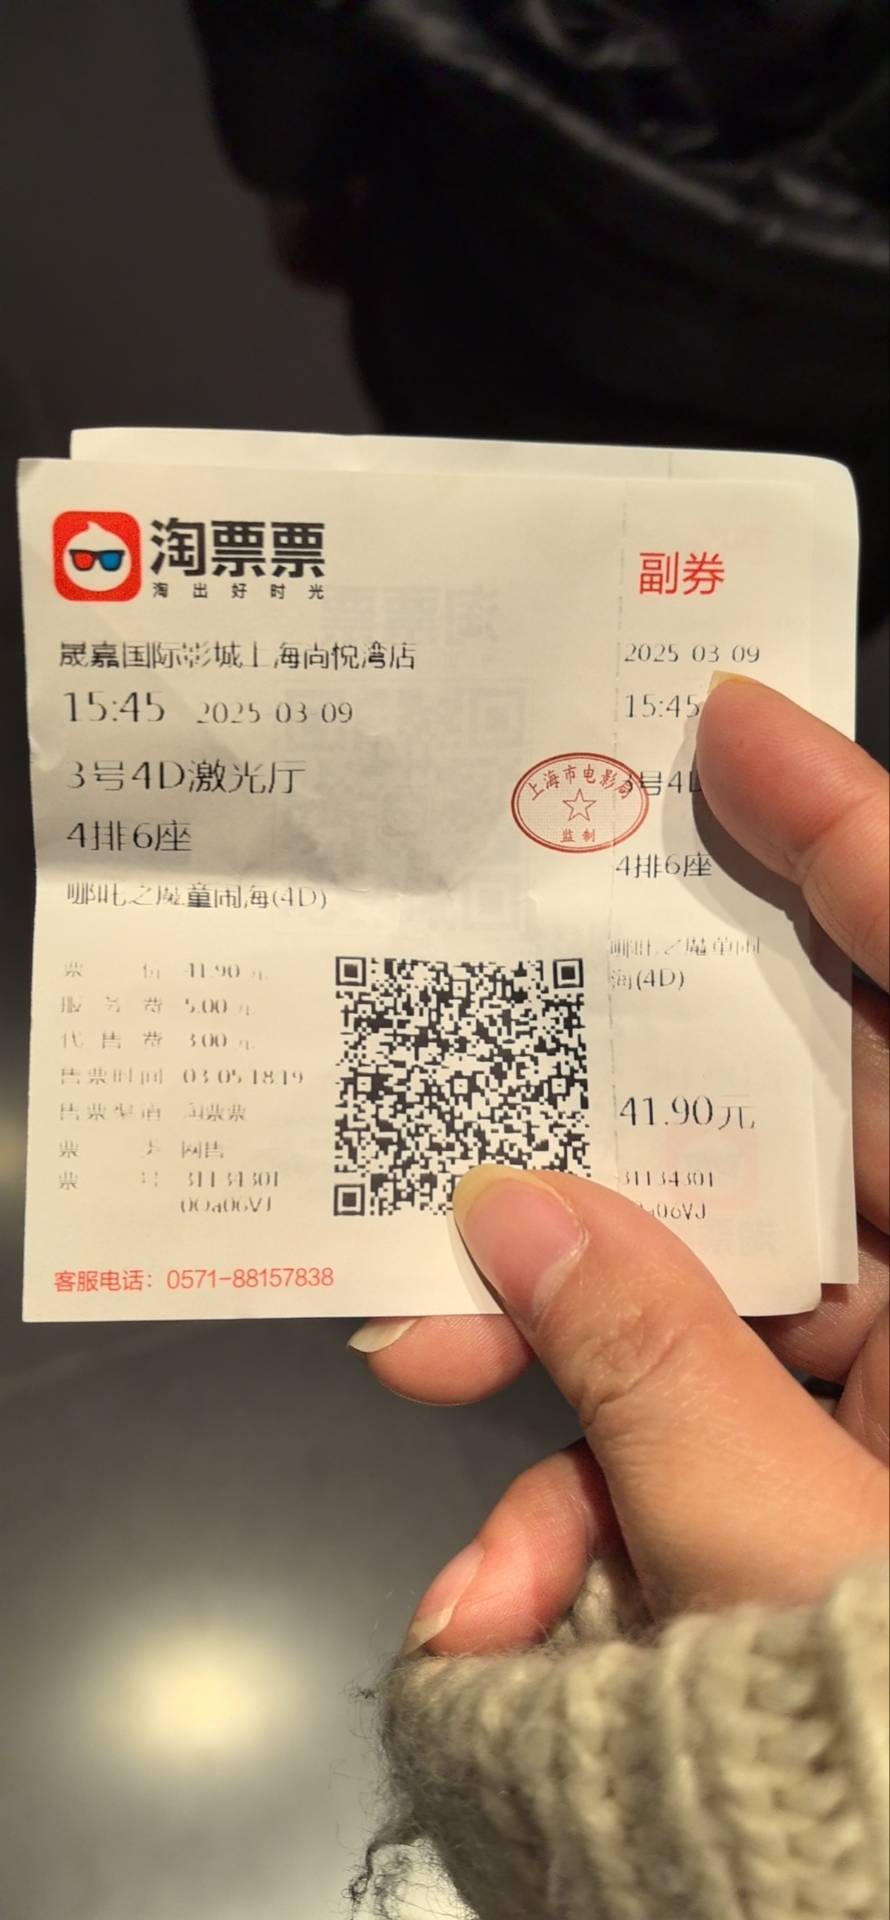 淘票票
淘出好时光
晟嘉国际影城上海尚悦湾店
15:45 2025-03-09
3号4D激光厅
4排6座
哪吒之魔童闹海(4D)
票价 41.90元
服务费 5.00元
代售费 3.00元
售票时间 03-05 18:19
售票渠道 淘票票
票类 网售
票号 31134301
客服电话：0571-88157838
上海市电影局
监制
副券
2025-03-09
15:45
3号4D
4排6座
哪吒之魔童闹
海(4D)
41.90元
31134301